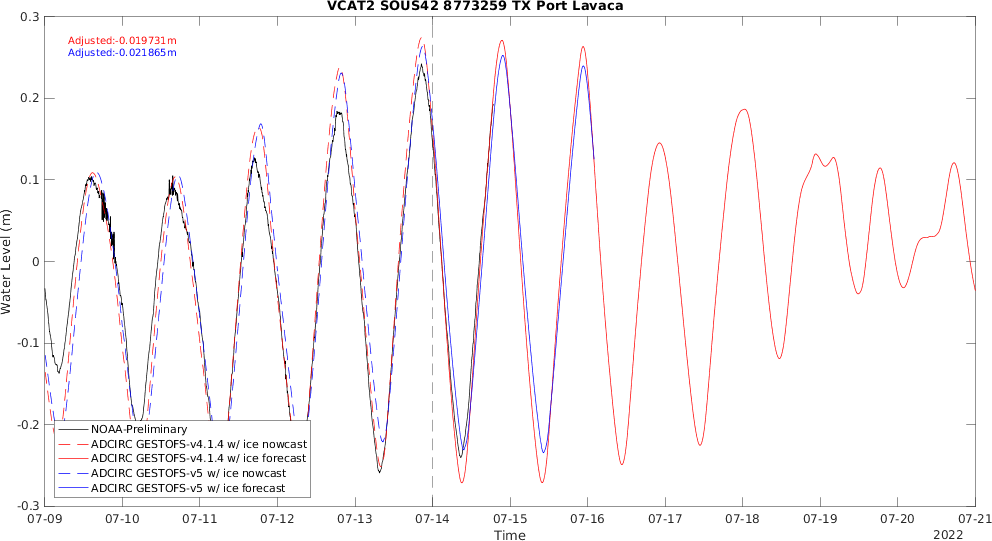 VCAT2 SOUS42 8773259 TX Port Lavaca
Adjusted:-0.019731m
Adjusted:-0.021865m
0.3
0.2
0.1
0
-0.1
-0.2
-0.3
Water Level (m)
NOAA-Preliminary
ADCIRC GESTOFS-v4.1.4 w/ ice nowcast
ADCIRC GESTOFS-v4.1.4 w/ ice forecast
ADCIRC GESTOFS-v5 w/ ice nowcast
ADCIRC GESTOFS-v5 w/ ice forecast
07-09 07-10 07-11 07-12 07-13 07-14 07-15 07-16 07-17 07-18 07-19 07-20 07-21
Time
2022